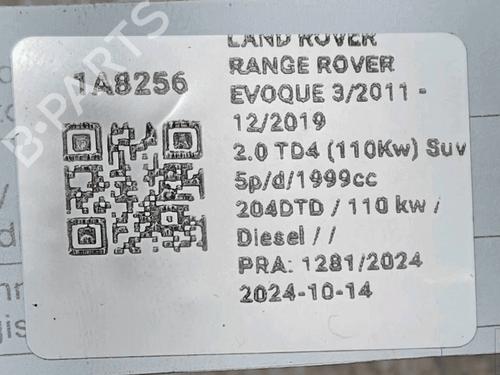 LAND ROVER
1A8256
RANGE ROVER
EVOQUE 3/2011 -
12/2019
2.0 TD4 (110Kw) Suv
5p/d/1999cc
204DTD / 110 kw /
Diesel / /
PRA: 1281/2024
2024-10-14
B-PARTS